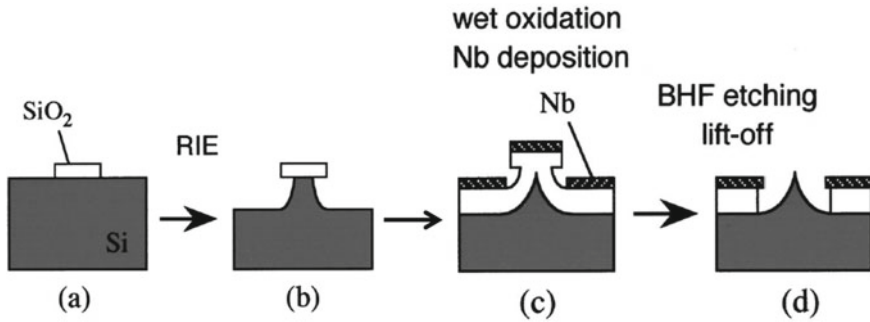 wet oxidation
Nb deposition
SiO₂
RIE
Nb
BHF etching
lift-off
Si
(a)
(b)
(c)
(d)